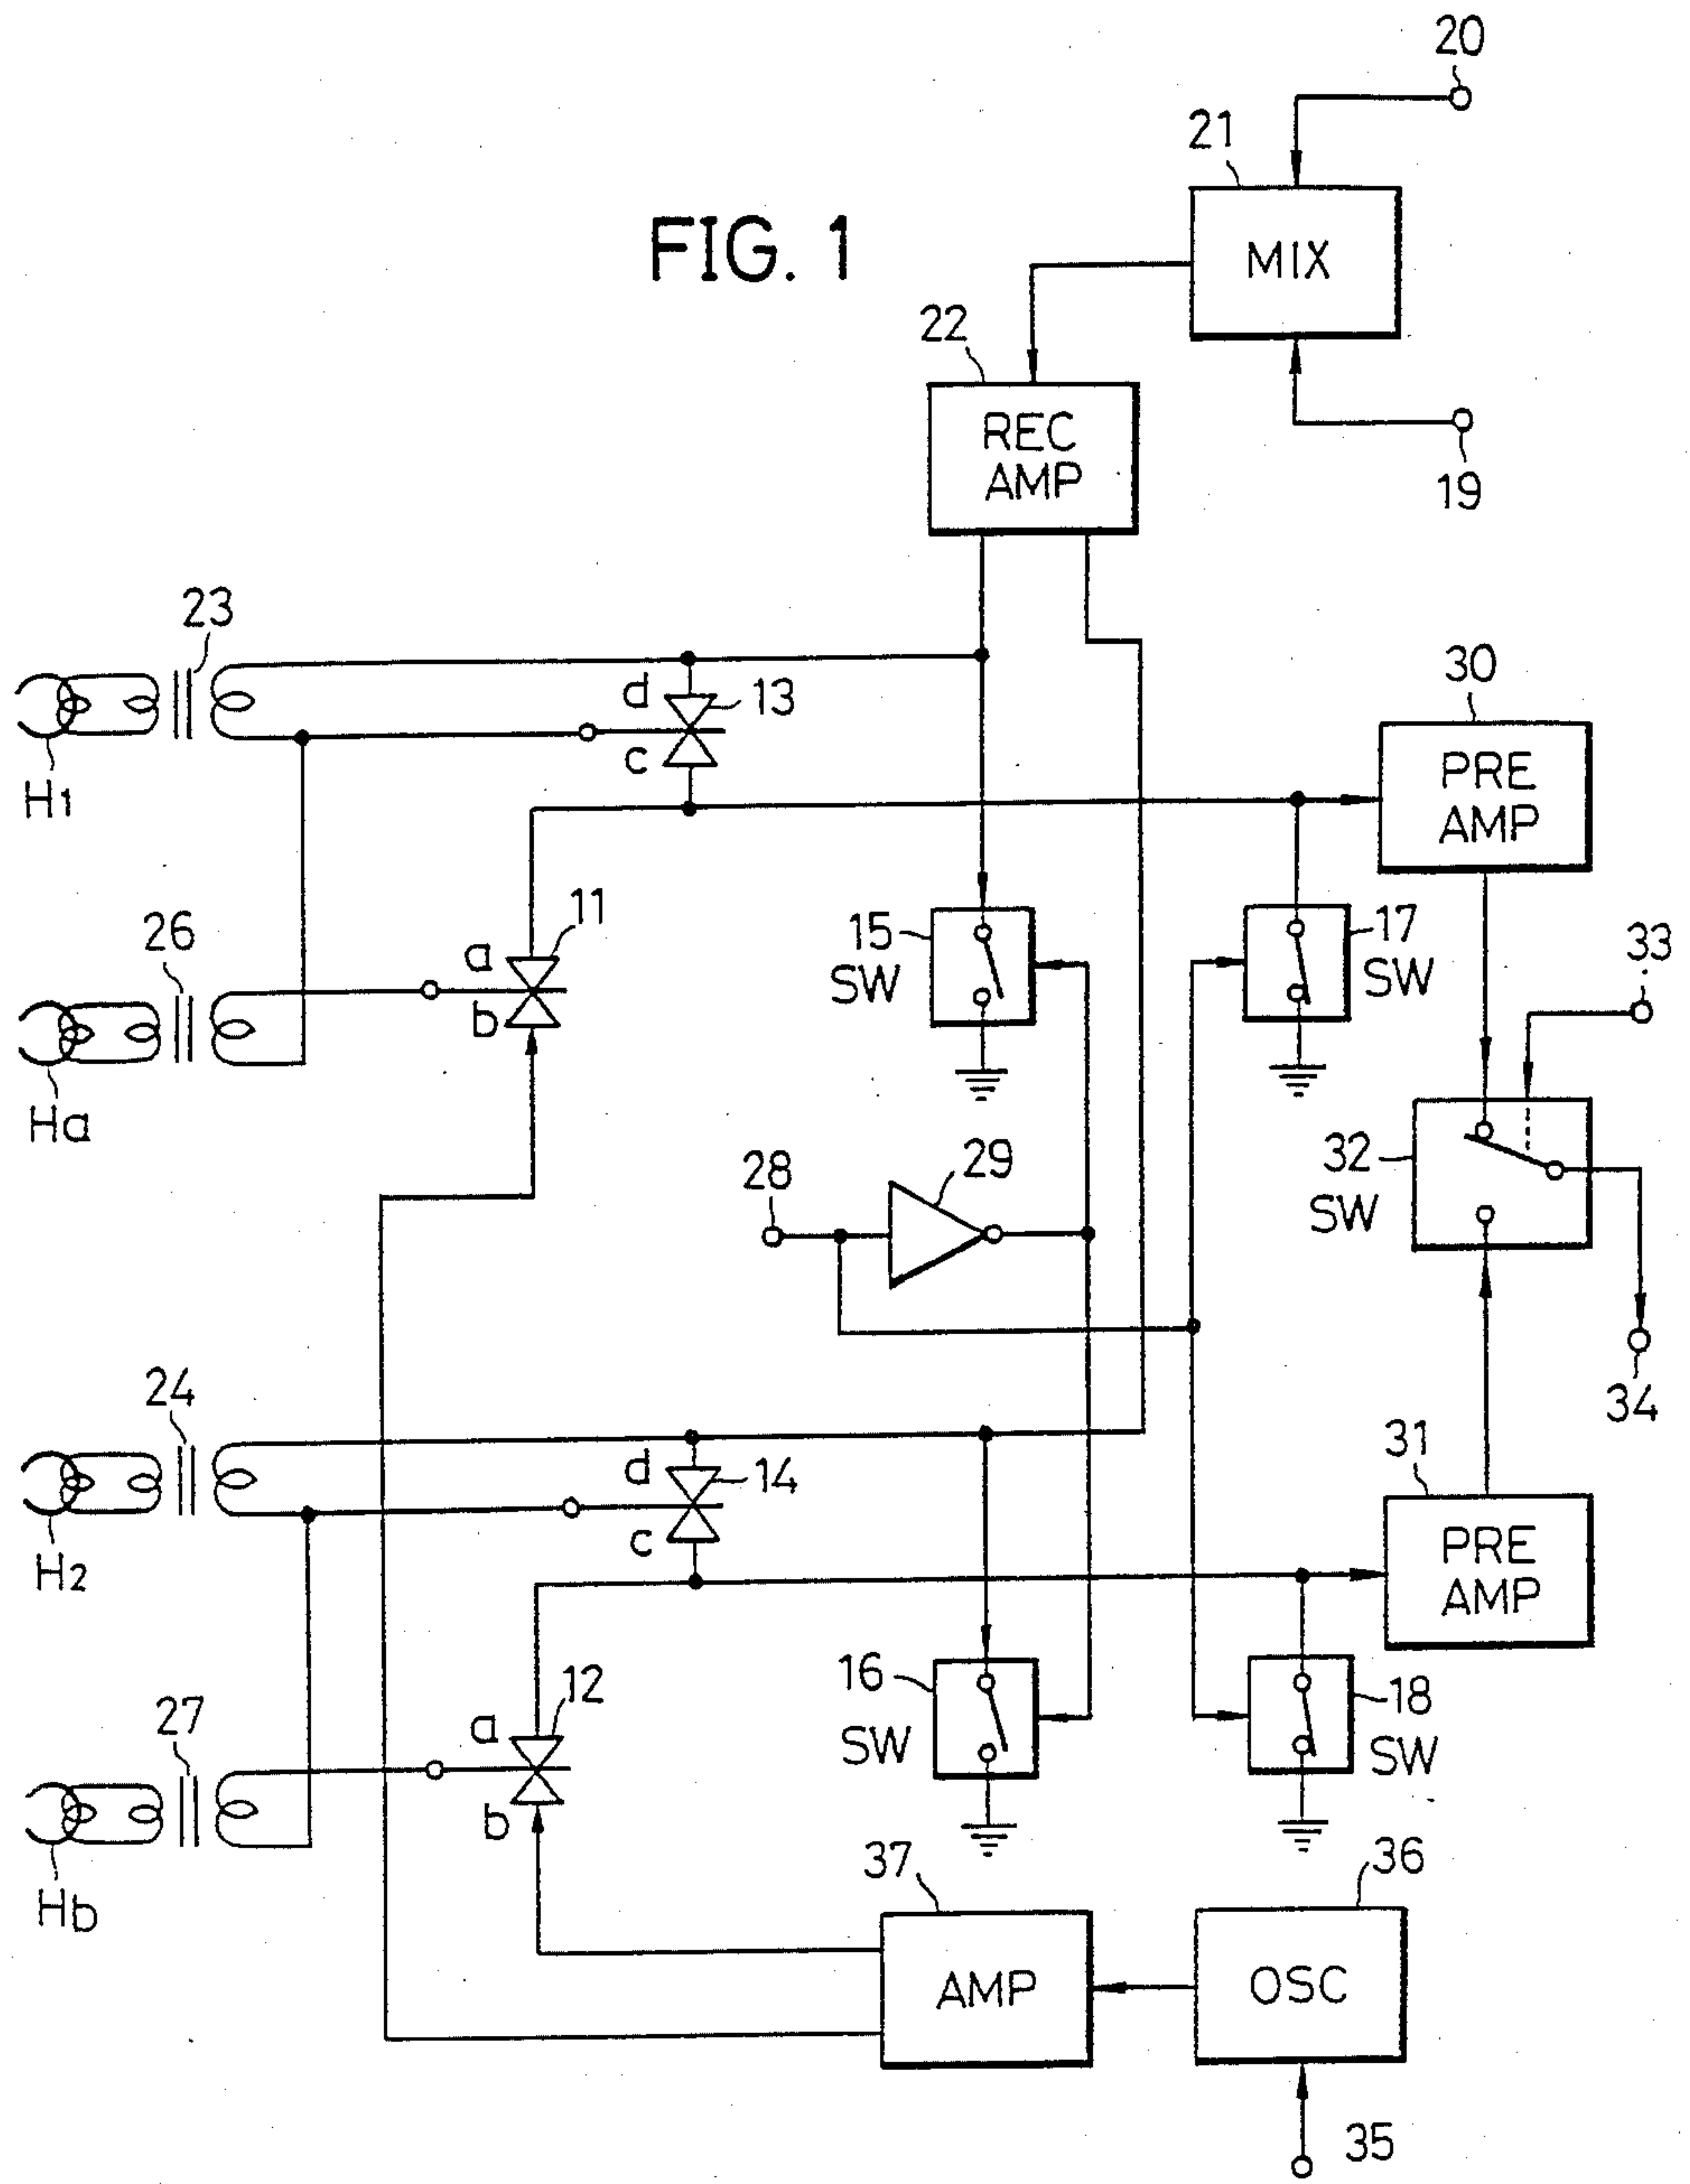 20
21
FIG. 1
MIX
22
REC
AMP
19
23
30
d
13
H1
c
PRE
AMP
11
15
17
33
26
a
SW
SW
b
Ha
28
29
32
SW
24
34
31
d
14
H2
c
PRE
AMP
12
16
18
27
a
SW
SW
b
Hb
37
36
AMP
OSC
35